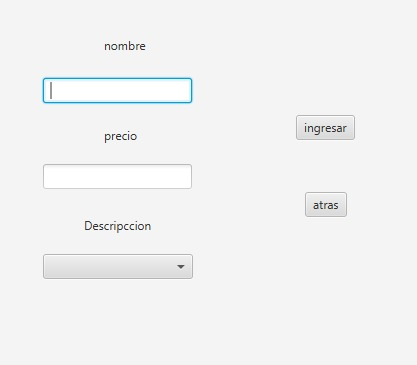 nombre
precio
Descripccion
ingresar
atras